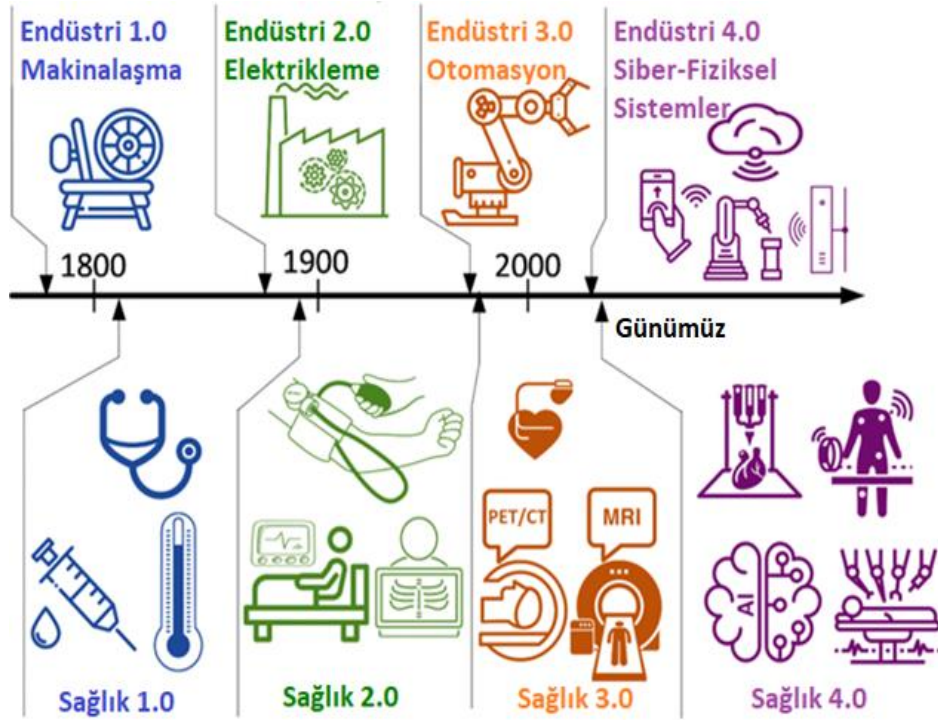 Endüstri 1.0
Makinalaşma
Endüstri 2.0
Elektrikleme
Endüstri 3.0
Otomasyon
Endüstri 4.0
Siber-Fiziksel
Sistemler
1800
1900
2000
Günümüz
PET/CT
MRI
AI
Sağlık 1.0
Sağlık 2.0
Sağlık 3.0
Sağlık 4.0